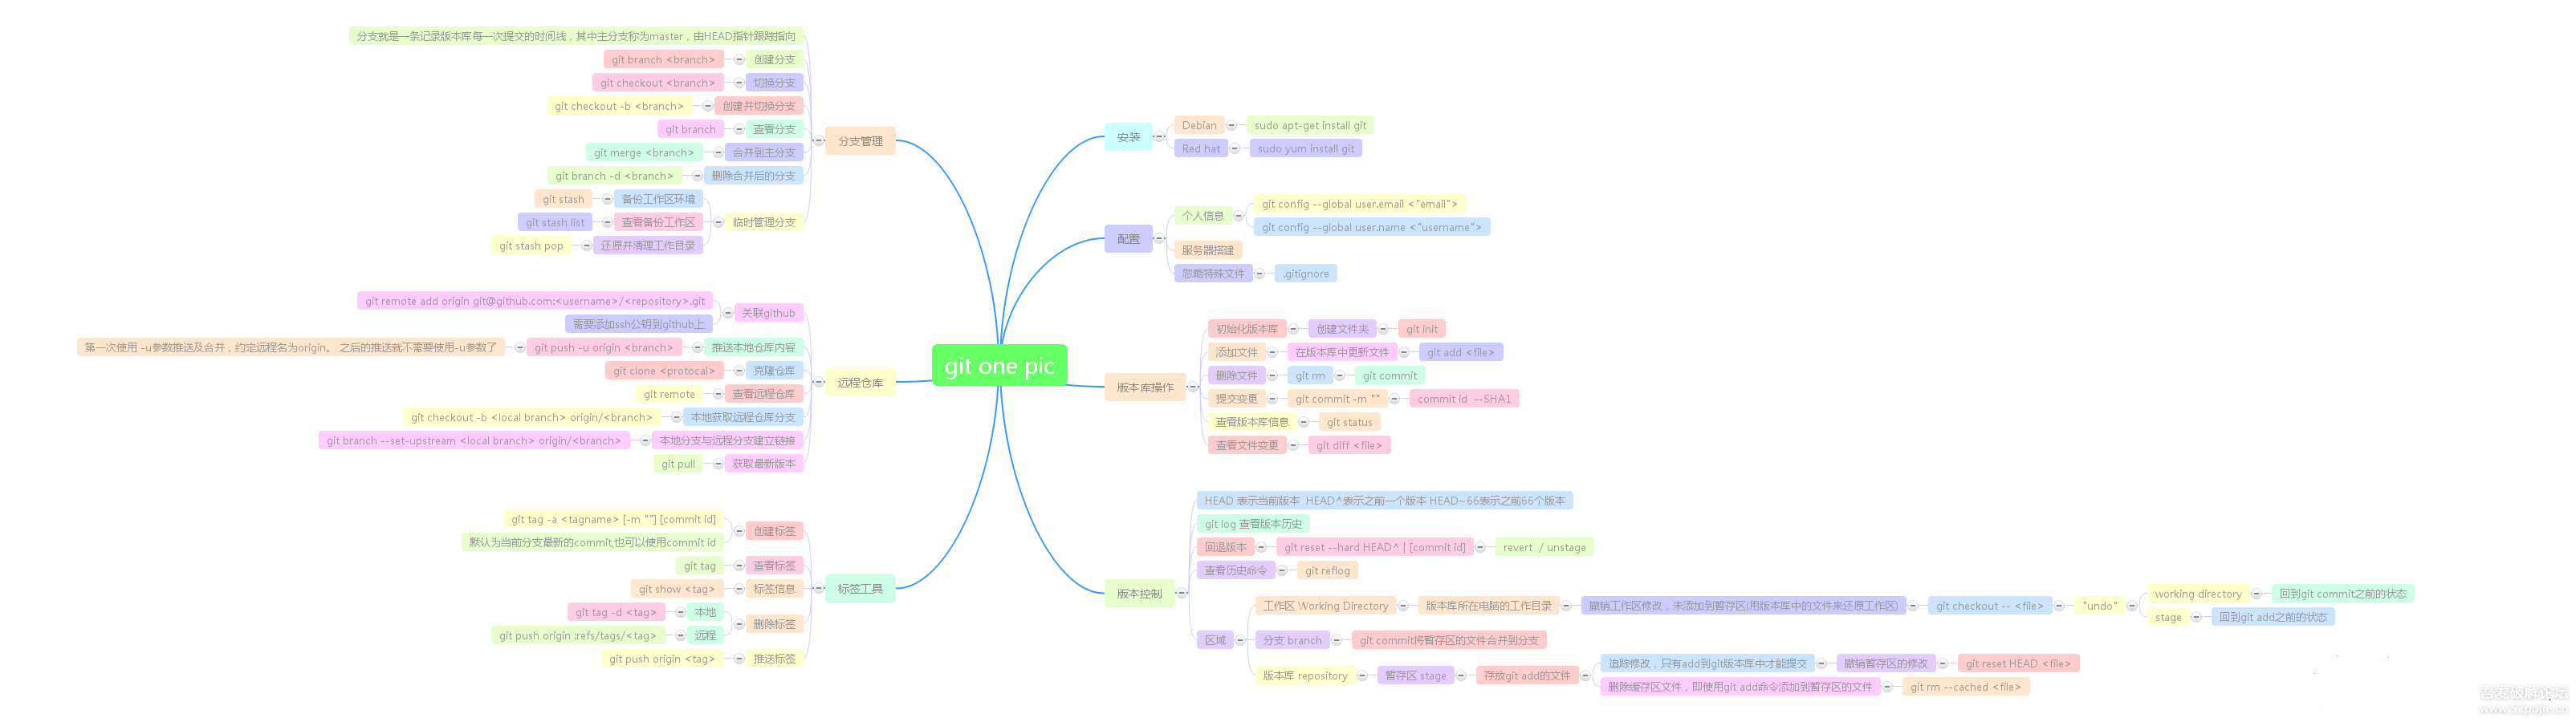 git one pic
分支管理
分支就是一条记录版本库每一次提交的时间线，其中主分支称为master，由HEAD指针跟踪指向
创建分支
git branch <branch>
切换分支
git checkout <branch>
创建并切换分支
git checkout -b <branch>
查看分支
git branch
合并到主分支
git merge <branch>
删除合并后的分支
git branch -d <branch>
临时管理分支
备份工作区环境
git stash
查看备份工作区
git stash list
还原并清理工作目录
git stash pop
远程仓库
关联github
git remote add origin git@github.com:<username>/<repository>.git
需要添加ssh公钥到github上
推送本地仓库内容
git push -u origin <branch>
第一次使用 -u参数推送及合并，约定远程名为origin。 之后的推送就不需要使用-u参数了
克隆仓库
git clone <protocal>
查看远程仓库
git remote
本地获取远程仓库分支
git checkout -b <local branch> origin/<branch>
本地分支与远程分支建立链接
git branch --set-upstream <local branch> origin/<branch>
获取最新版本
git pull
标签工具
创建标签
git tag -a <tagname> [-m ""] [commit id]
默认为当前分支最新的commit,也可以使用commit id
查看标签
git tag
标签信息
git show <tag>
删除标签
本地
git tag -d <tag>
远程
git push origin :refs/tags/<tag>
推送标签
git push origin <tag>
安装
Debian
sudo apt-get install git
Red hat
sudo yum install git
配置
个人信息
git config --global user.email <"email">
git config --global user.name <"username">
服务器搭建
忽略特殊文件
.gitignore
版本库操作
初始化版本库
创建文件夹
git init
添加文件
在版本库中更新文件
git add <file>
删除文件
git rm
git commit
提交变更
git commit -m ""
commit id --SHA1
查看版本库信息
git status
查看文件变更
git diff <file>
版本控制
HEAD 表示当前版本 HEAD^表示之前一个版本 HEAD~66表示之前66个版本
git log 查看版本历史
回退版本
git reset --hard HEAD^ | [commit id]
revert / unstage
查看历史命令
git reflog
区域
工作区 Working Directory
版本库所在电脑的工作目录
撤销工作区修改，未添加到暂存区(用版本库中的文件来还原工作区)
git checkout -- <file>
"undo"
working directory
回到git commit之前的状态
stage
回到git add之前的状态
分支 branch
git commit将暂存区的文件合并到分支
版本库 repository
暂存区 stage
存放git add的文件
追踪修改，只有add到git版本库中才能提交
撤销暂存区的修改
git reset HEAD <file>
删除缓存区文件，即使用git add命令添加到暂存区的文件
git rm --cached <file>
吾爱破解论坛
www.52pojie.cn